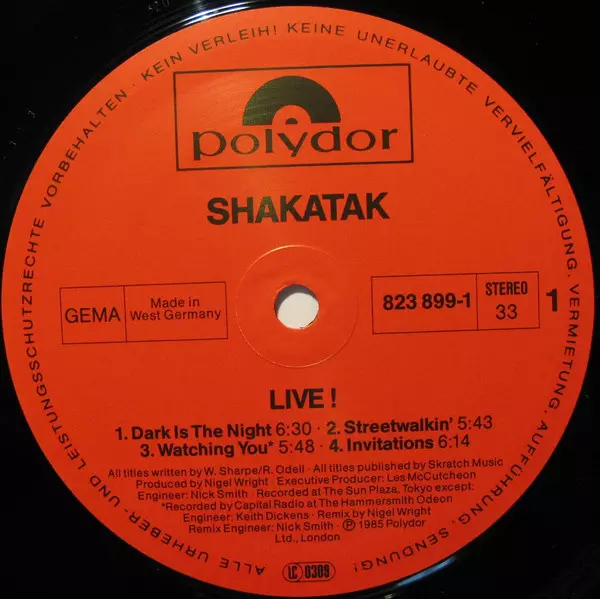 ALLE URHEBER- UND LEISTUNGSSCHUTZRECHTE VORBEHALTEN · KEIN VERLEIH! KEINE UNERLAUBTE VERVIELFÄLTIGUNG, VERMIETUNG, AUFFÜHRUNG, SENDUNG!
polydor
SHAKATAK
GEMA
Made in
West Germany
823 899-1
STEREO
33
1
LIVE !
1. Dark Is The Night 6:30 · 2. Streetwalkin' 5:43
3. Watching You* 5:48 · 4. Invitations 6:14
All titles written by W. Sharpe/R. Odell · All titles published by Skratch Music
Produced by Nigel Wright · Executive Producer: Les McCutcheon
Engineer: Nick Smith · Recorded at The Sun Plaza, Tokyo except:
*Recorded by Capital Radio at The Hammersmith Odeon
Engineer: Keith Dickens · Remix by Nigel Wright
Remix Engineer: Nick Smith · Ⓟ 1985 Polydor
Ltd., London
LC 0309